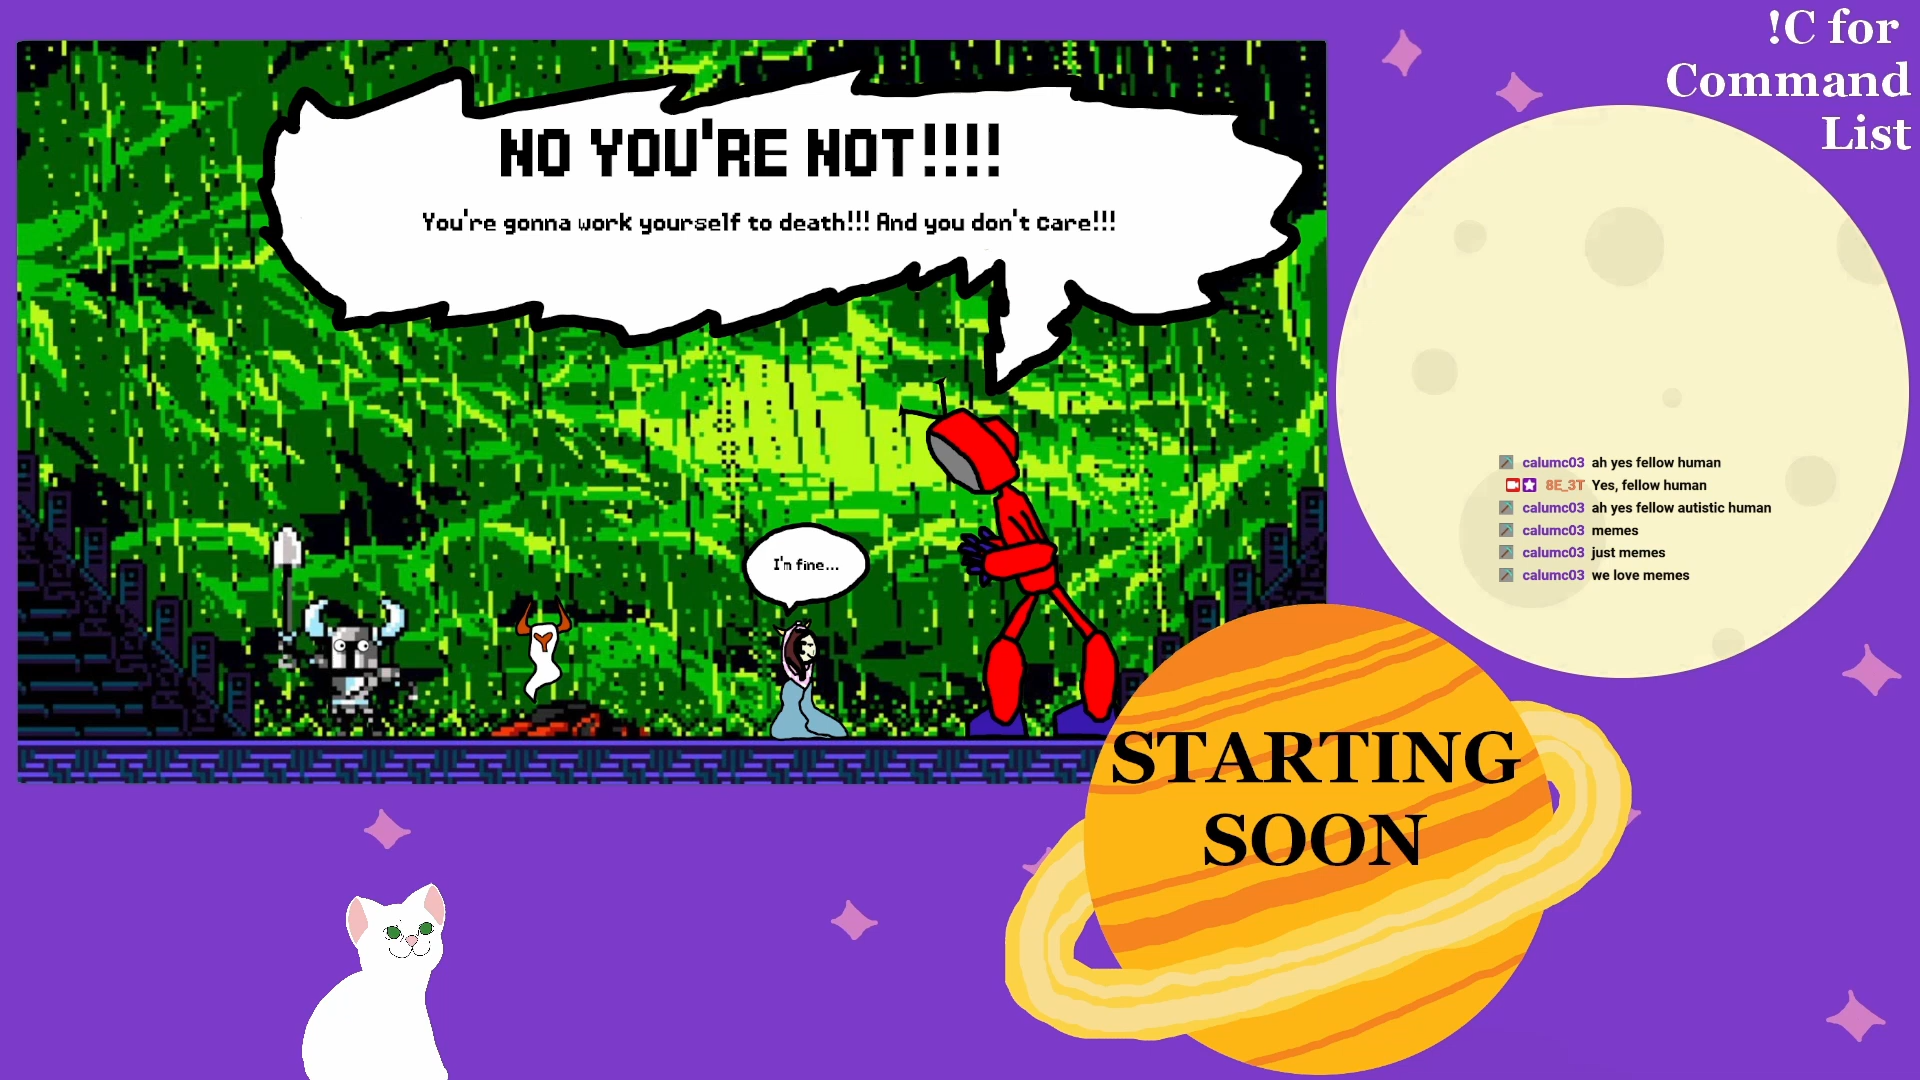 !C for
Command
List
NO YOU'RE NOT!!!!
You're gonna work yourself to death!!! And you don't care!!!
I'm fine...
calumc03 ah yes fellow human
8E_3T Yes, fellow human
calumc03 ah yes fellow autistic human
calumc03 memes
calumc03 just memes
calumc03 we love memes
STARTING
SOON